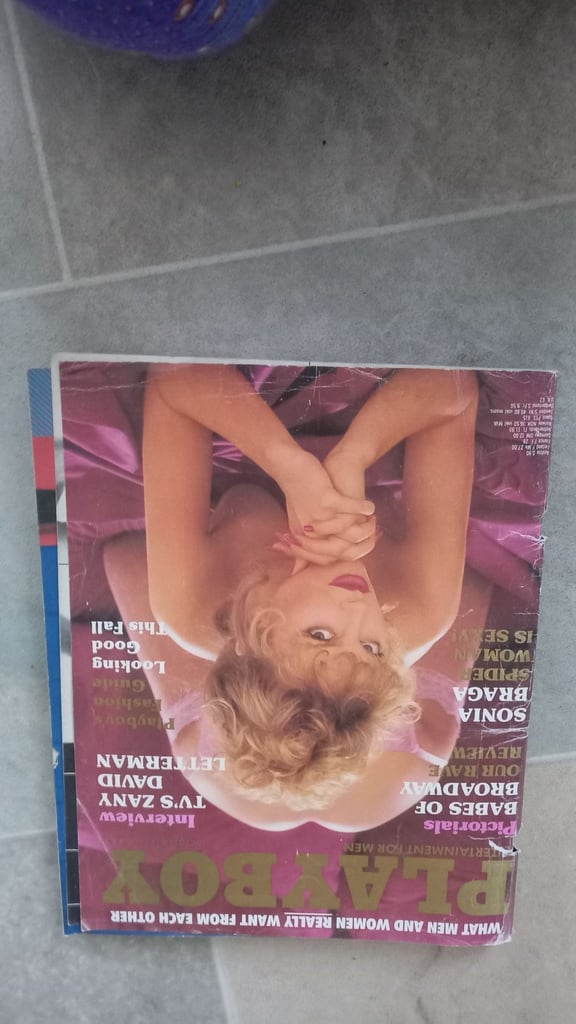 WHAT MEN AND WOMEN REALLY WANT FROM EACH OTHER
PLAYBOY
ENTERTAINMENT FOR MEN
Pictorials
BABES OF
BROADWAY
OUR RAVE
REVIEW
SONIA
BRAGA
SPIDER
WOMAN
IS SEXY!
Interview
TV'S ZANY
DAVID
LETTERMAN
Playboy's
Fashion
Guide
Looking
Good
This Fall